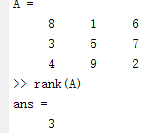 A =
8 1 6
3 5 7
4 9 2
>> rank(A)
ans =
3